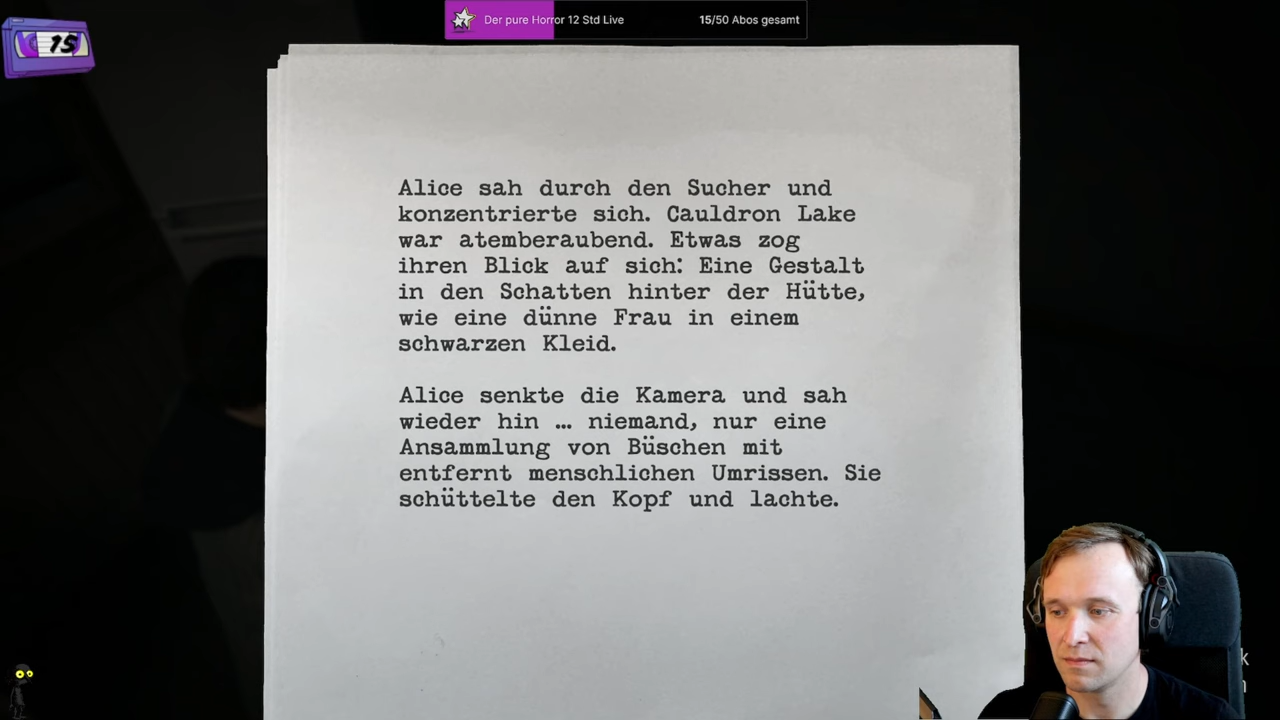 15
Der pure Horror 12 Std Live
15/50 Abos gesamt
Alice sah durch den Sucher und
konzentrierte sich. Cauldron Lake
war atemberaubend. Etwas zog
ihren Blick auf sich: Eine Gestalt
in den Schatten hinter der Hütte,
wie eine dünne Frau in einem
schwarzen Kleid.
Alice senkte die Kamera und sah
wieder hin … niemand, nur eine
Ansammlung von Büschen mit
entfernt menschlichen Umrissen. Sie
schüttelte den Kopf und lachte.